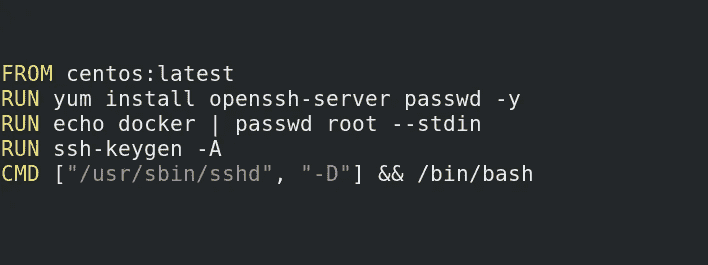 FROM centos:latest
RUN yum install openssh-server passwd -y
RUN echo docker | passwd root --stdin
RUN ssh-keygen -A
CMD ["/usr/sbin/sshd", "-D"] && /bin/bash